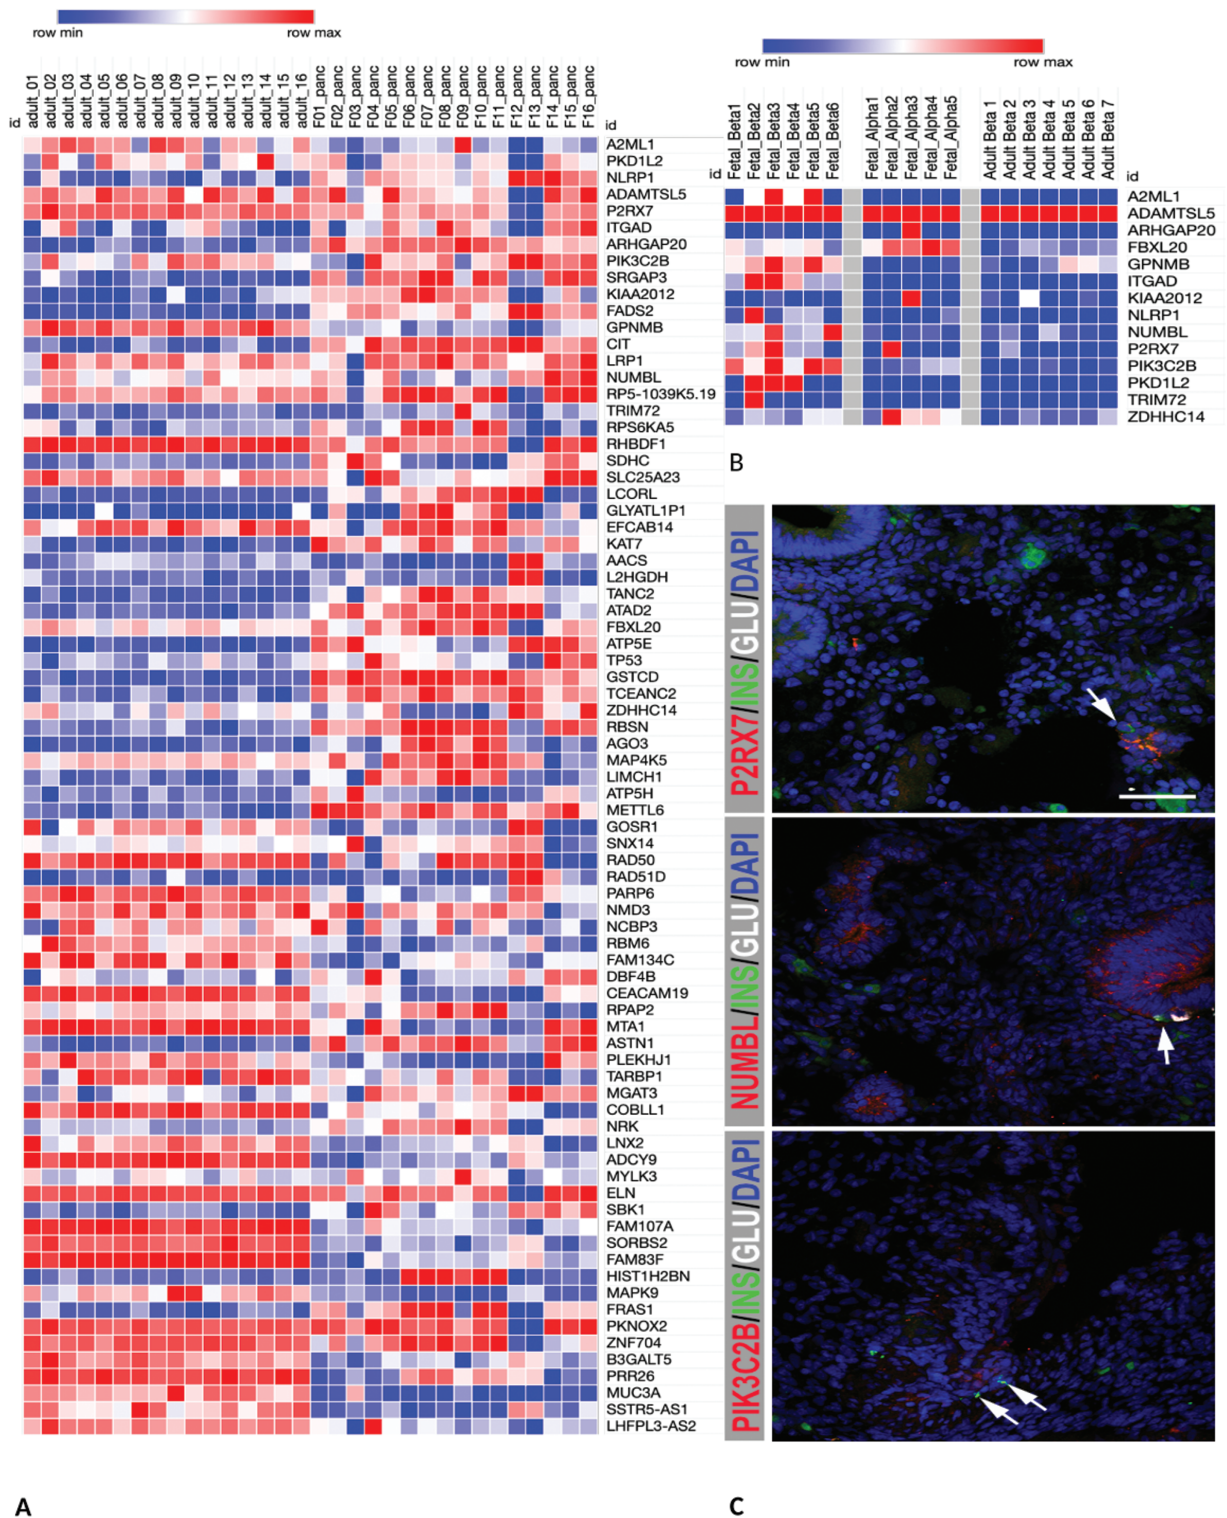 row min row max
id
adult_01
adult_02
adult_03
adult_04
adult_05
adult_06
adult_07
adult_08
adult_09
adult_10
adult_11
adult_12
adult_13
adult_14
adult_15
adult_16
F01_panc
F02_panc
F03_panc
F04_panc
F05_panc
F06_panc
F07_panc
F08_panc
F09_panc
F10_panc
F11_panc
F12_panc
F13_panc
F14_panc
F15_panc
F16_panc
id
A2ML1
PKD1L2
NLRP1
ADAMTSL5
P2RX7
ITGAD
ARHGAP20
PIK3C2B
SRGAP3
KIAA2012
FADS2
GPNMB
CIT
LRP1
NUMBL
RP5-1039K5.19
TRIM72
RPS6KA5
RHBDF1
SDHC
SLC25A23
LCORL
GLYATL1P1
EFCAB14
KAT7
AACS
L2HGDH
TANC2
ATAD2
FBXL20
ATP5E
TP53
GSTCD
TCEANC2
ZDHHC14
RBSN
AGO3
MAP4K5
LIMCH1
ATP5H
METTL6
GOSR1
SNX14
RAD50
RAD51D
PARP6
NMD3
NCBP3
RBM6
FAM134C
DBF4B
CEACAM19
RPAP2
MTA1
ASTN1
PLEKHJ1
TARBP1
MGAT3
COBLL1
NRK
LNX2
ADCY9
MYLK3
ELN
SBK1
FAM107A
SORBS2
FAM83F
HIST1H2BN
MAPK9
FRAS1
PKNOX2
ZNF704
B3GALT5
PRR26
MUC3A
SSTR5-AS1
LHFPL3-AS2
A
row min row max
id
Fetal_Beta1
Fetal_Beta2
Fetal_Beta3
Fetal_Beta4
Fetal_Beta5
Fetal_Beta6
Fetal_Alpha1
Fetal_Alpha2
Fetal_Alpha3
Fetal_Alpha4
Fetal_Alpha5
Adult Beta 1
Adult Beta 2
Adult Beta 3
Adult Beta 4
Adult Beta 5
Adult Beta 6
Adult Beta 7
id
A2ML1
ADAMTSL5
ARHGAP20
FBXL20
GPNMB
ITGAD
KIAA2012
NLRP1
NUMBL
P2RX7
PIK3C2B
PKD1L2
TRIM72
ZDHHC14
B
P2RX7/INS/GLU/DAPI
NUMBL/INS/GLU/DAPI
PIK3C2B/INS/GLU/DAPI
C